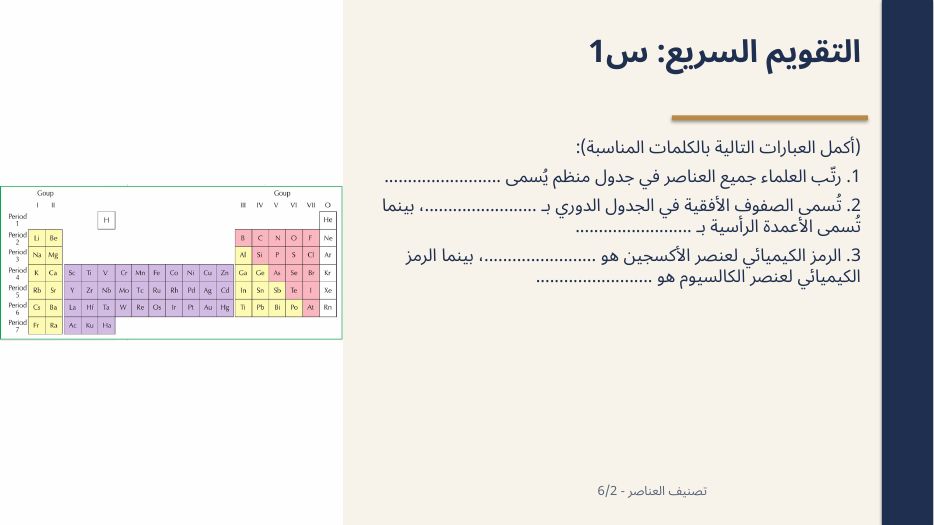 التقويم السريع: س1
(أكمل العبارات التالية بالكلمات المناسبة):
1. رتّب العلماء جميع العناصر في جدول منظم يُسمى .........................
2. تُسمى الصفوف الأفقية في الجدول الدوري بـ ........................، بينما
تُسمى الأعمدة الرأسية بـ .........................
3. الرمز الكيميائي لعنصر الأكسجين هو ........................، بينما الرمز
الكيميائي لعنصر الكالسيوم هو .........................
Goup Goup
I II III IV V VI VII O
Period 1 H He
Period 2 Li Be B C N O F Ne
Period 3 Na Mg Al Si P S Cl Ar
Period 4 K Ca Sc Ti V Cr Mn Fe Co Ni Cu Zn Ga Ge As Se Br Kr
Period 5 Rb Sr Y Zr Nb Mo Tc Ru Rh Pd Ag Cd In Sn Sb Te I Xe
Period 6 Cs Ba La Hf Ta W Re Os Ir Pt Au Hg Ti Pb Bi Po At Rn
Period 7 Fr Ra Ac Ku Ha
تصنيف العناصر - 6/2